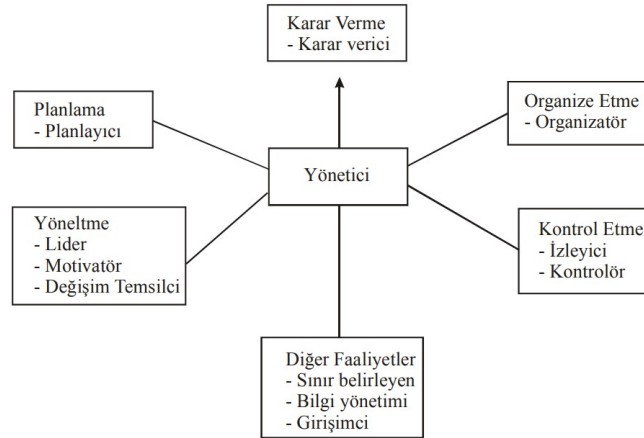 Karar Verme
- Karar verici
Planlama
- Planlayıcı
Organize Etme
- Organizatör
Yönetici
Yöneltme
- Lider
- Motivatör
- Değişim Temsilci
Kontrol Etme
- İzleyici
- Kontrolör
Diğer Faaliyetler
- Sınır belirleyen
- Bilgi yönetimi
- Girişimci